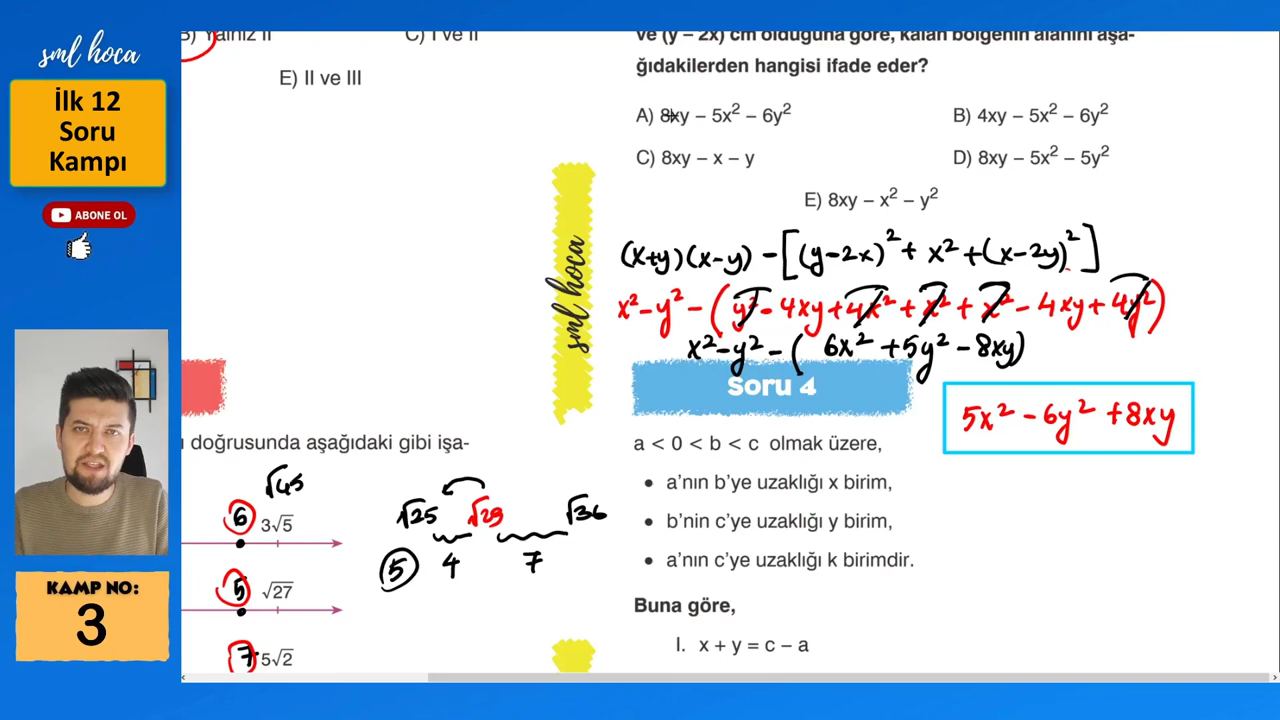 sml hoca
İlk 12
Soru
Kampı
ABONE OL
KAMP NO:
3
B) Yalnız II
C) I ve II
E) II ve III
sml hoca
doğrusunda aşağıdaki gibi işa-
√45
6
3√5
5
√27
7
5√2
√25 √29 √36
5 4 7
ve (y – 2x) cm olduğuna göre, kalan bölgenin alanını aşa-
ğıdakilerden hangisi ifade eder?
A) 8xy – 5x² – 6y²
B) 4xy – 5x² – 6y²
C) 8xy – x – y
D) 8xy – 5x² – 5y²
E) 8xy – x² – y²
(x+y)(x-y) - [(y-2x)² + x² + (x-2y)²]
x²-y² - (y² - 4xy + 4x² + x² + x² - 4xy + 4y²)
x²-y² - ( 6x² + 5y² - 8xy)
5x² - 6y² + 8xy
Soru 4
a < 0 < b < c olmak üzere,
• a'nın b'ye uzaklığı x birim,
• b'nin c'ye uzaklığı y birim,
• a'nın c'ye uzaklığı k birimdir.
Buna göre,
I. x + y = c – a